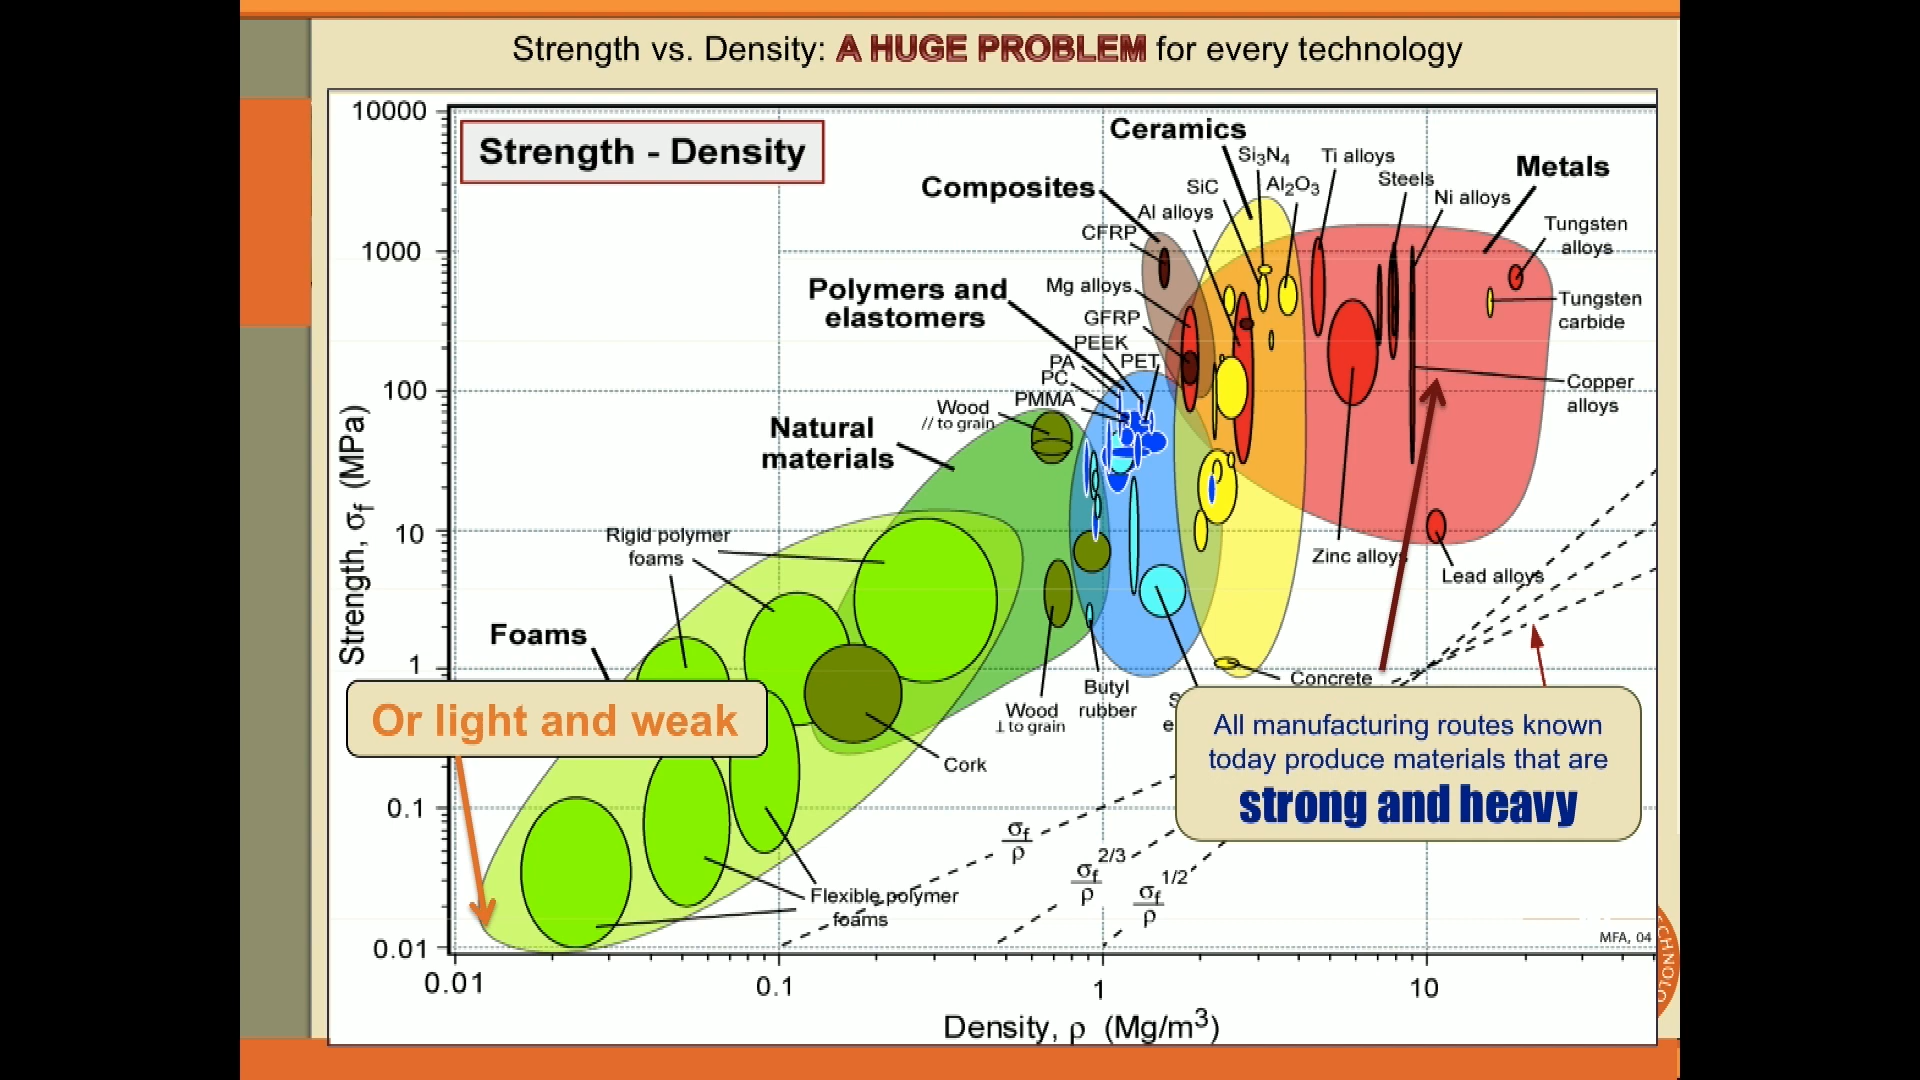 Strength vs. Density: A HUGE PROBLEM for every technology
Strength - Density
10000
1000
100
10
1
0.1
0.01
Strength, σf (MPa)
Ceramics
Si3N4
Ti alloys
Metals
Composites
SiC
Al2O3
Steels
Ni alloys
Al alloys
CFRP
Tungsten
alloys
Polymers and
elastomers
Mg alloys
GFRP
Tungsten
carbide
PEEK
PA
PET
PC
PMMA
Copper
alloys
Wood
// to grain
Natural
materials
Rigid polymer
foams
Zinc alloys
Lead alloys
Foams
Concrete
Butyl
rubber
S
e
Wood
⊥ to grain
Or light and weak
All manufacturing routes known
today produce materials that are
strong and heavy
Cork
σf
ρ
σf2/3
ρ
σf1/2
ρ
Flexible polymer
foams
MFA, 04
CHNOLO
0.01
0.1
1
10
Density, ρ (Mg/m3)